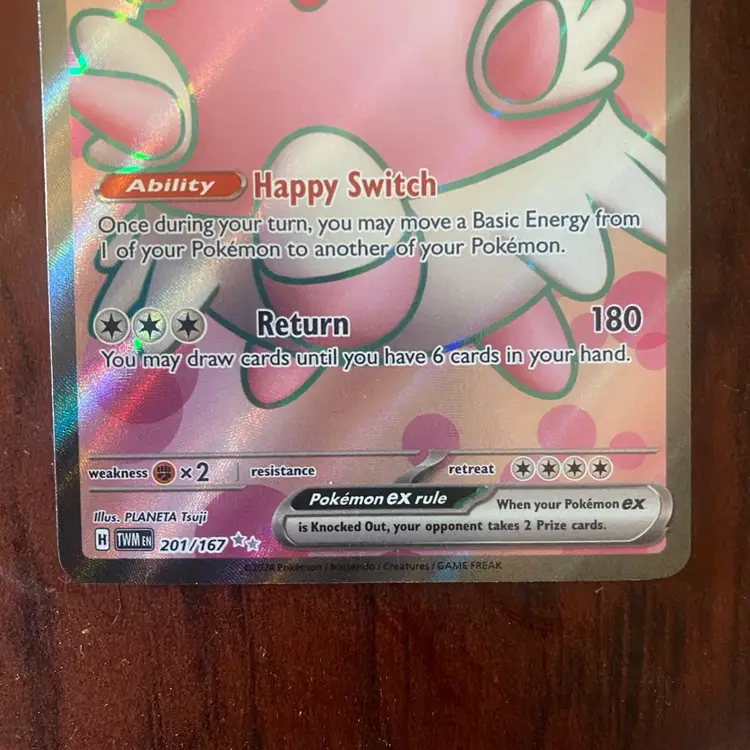 Ability Happy Switch
Once during your turn, you may move a Basic Energy from
1 of your Pokémon to another of your Pokémon.
Return 180
You may draw cards until you have 6 cards in your hand.
weakness ×2 resistance retreat
Pokémon ex rule When your Pokémon ex
is Knocked Out, your opponent takes 2 Prize cards.
Illus. PLANETA Tsuji
H TWM EN 201/167
©2024 Pokémon / Nintendo / Creatures / GAME FREAK